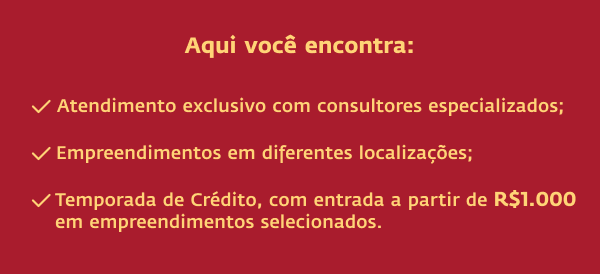 Aqui você encontra:
Atendimento exclusivo com consultores especializados;
Empreendimentos em diferentes localizações;
Temporada de Crédito, com entrada a partir de R$1.000
em empreendimentos selecionados.